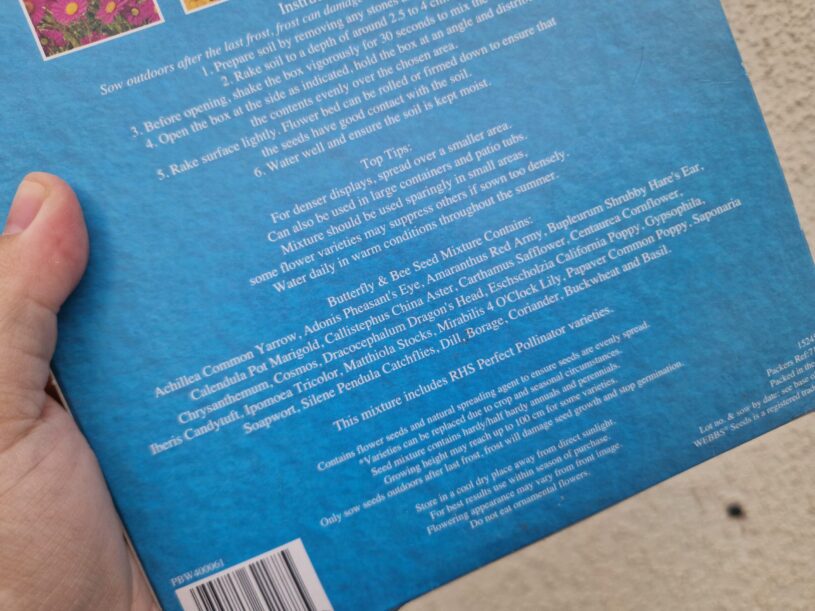 Instru
Sow outdoors after the last frost, frost can damage
1. Prepare soil by removing any stones
2. Rake soil to a depth of around 2.5 to 4 c
3. Before opening, shake the box vigorously for 30 seconds to mix the
4. Open the box at the side as indicated, hold the box at an angle and distrib
the contents evenly over the chosen area.
5. Rake surface lightly. Flower bed can be rolled or firmed down to ensure that
the seeds have good contact with the soil.
6. Water well and ensure the soil is kept moist.
Top Tips:
For denser displays, spread over a smaller area.
Can also be used in large containers and patio tubs.
Mixture should be used sparingly in small areas,
some flower varieties may suppress others if sown too densely.
Water daily in warm conditions throughout the summer.
Butterfly & Bee Seed Mixture Contains:
Achillea Common Yarrow, Adonis Pheasant's Eye, Amaranthus Red Army, Bupleurum Shrubby Hare's Ear,
Calendula Pot Marigold, Callistephus China Aster, Carthamus Safflower, Centaurea Cornflower,
Chrysanthemum, Cosmos, Dracocephalum Dragon's Head, Eschscholzia California Poppy, Gypsophila,
Iberis Candytuft, Ipomoea Tricolor, Matthiola Stocks, Mirabilis 4 O'Clock Lily, Papaver Common Poppy, Saponaria
Soapwort, Silene Pendula Catchflies, Dill, Borage, Coriander, Buckwheat and Basil.
This mixture includes RHS Perfect Pollinator varieties.
Contains flower seeds and natural spreading agent to ensure seeds are evenly spread.
*Varieties can be replaced due to crop and seasonal circumstances.
Seed mixture contains hardy/half hardy annuals and perennials.
Growing height may reach up to 100 cm for some varieties.
Only sow seeds outdoors after last frost, frost will damage seed growth and stop germination.
Store in a cool dry place away from direct sunlight.
For best results use within season of purchase.
Flowering appearance may vary from front image.
Do not eat ornamental flowers.
1524
Packers Ref:7
Packed in the
Lot no. & sow by date: see base o
WEBBS® Seeds is a registered trade
PBW400061